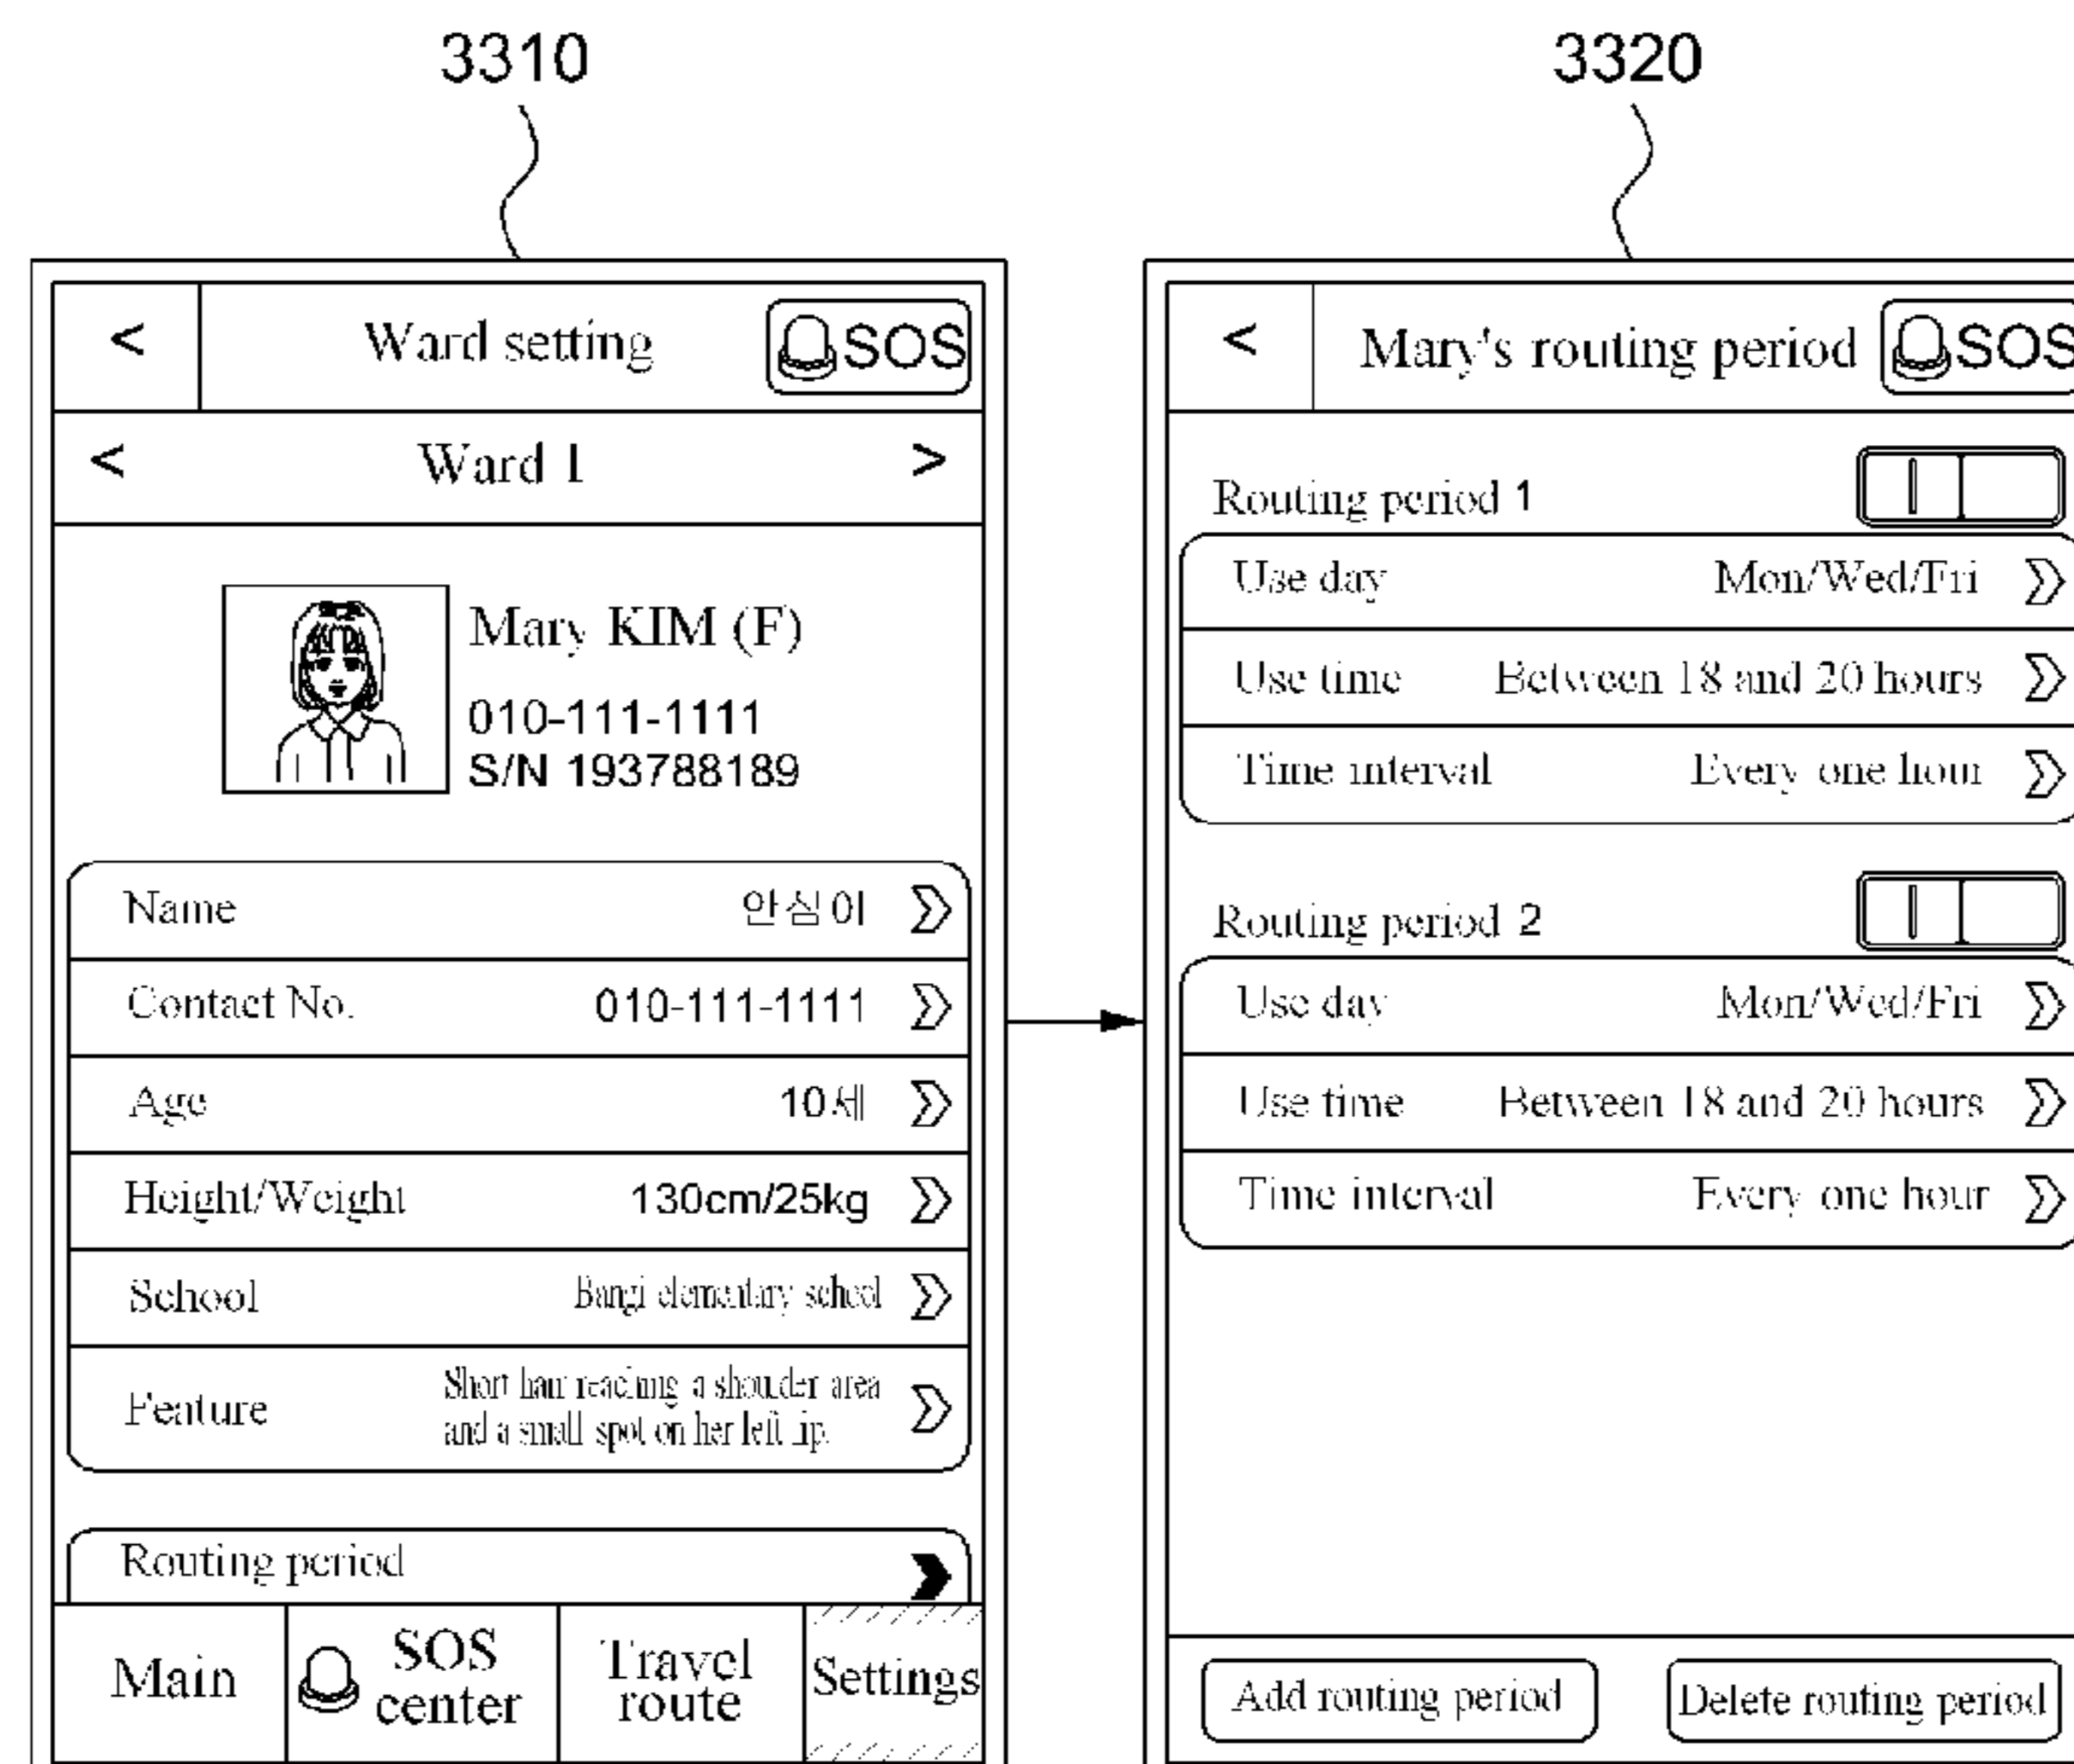 3310
3320
< Ward setting SOS
< Ward 1 >
Mary KIM (F)
010-111-1111
S/N 193788189
Name 안심이
Contact No. 010-111-1111
Age 10세
Height/Weight 130cm/25kg
School Bangi elementary school
Feature Short hair reaching a shoulder area
and a small spot on her left lip.
Routing period
Main
SOS
center
Travel
route
Settings
< Mary's routing period SOS
Routing period 1
Use day Mon/Wed/Fri
Use time Between 18 and 20 hours
Time interval Every one hour
Routing period 2
Use day Mon/Wed/Fri
Use time Between 18 and 20 hours
Time interval Every one hour
Add routing period
Delete routing period